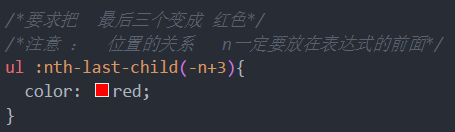 /*要求把  最后三个变成 红色*/
/*注意 :   位置的关系   n一定要放在表达式的前面*/
ul :nth-last-child(-n+3){
  color: red;
}